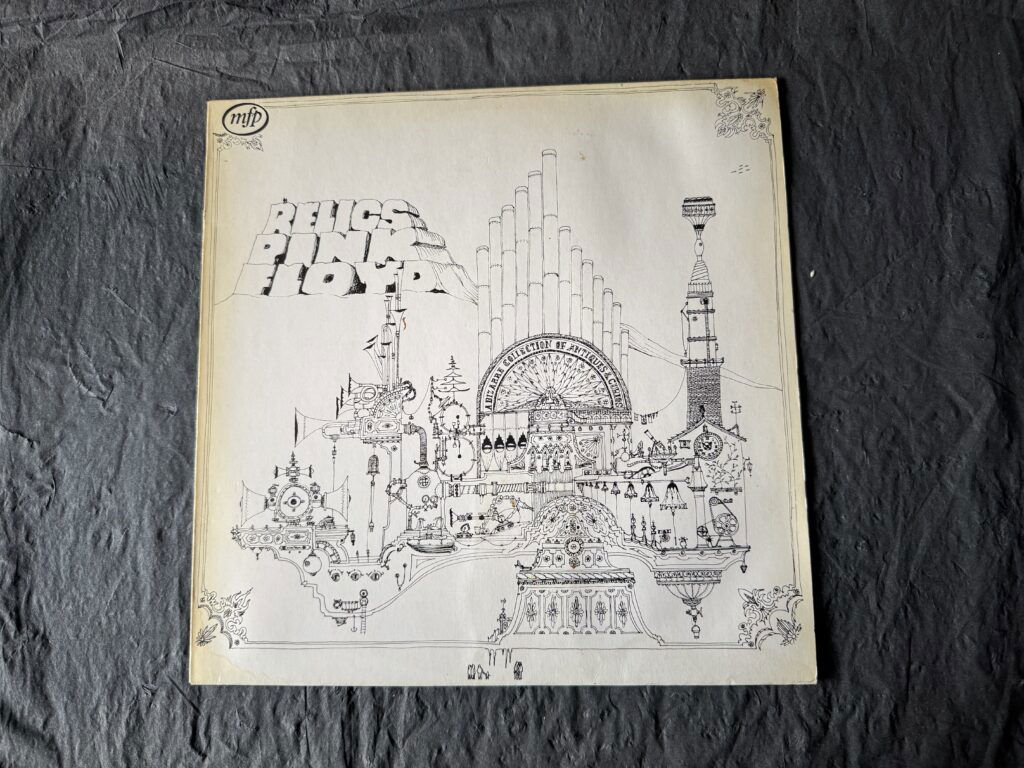 mfp
RELICS
PINK
FLOYD
A BIZARRE COLLECTION OF ANTIQUES & CURIOS